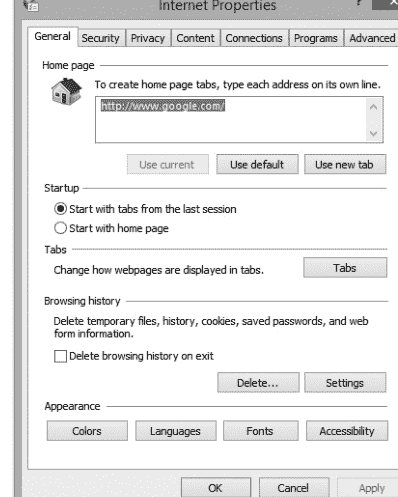 Internet Properties ?
General Security Privacy Content Connections Programs Advanced
Home page
To create home page tabs, type each address on its own line.
http://www.google.com/
Use current Use default Use new tab
Startup
Start with tabs from the last session
Start with home page
Tabs
Change how webpages are displayed in tabs. Tabs
Browsing history
Delete temporary files, history, cookies, saved passwords, and web
form information.
Delete browsing history on exit
Delete... Settings
Appearance
Colors Languages Fonts Accessibility
OK Cancel Apply